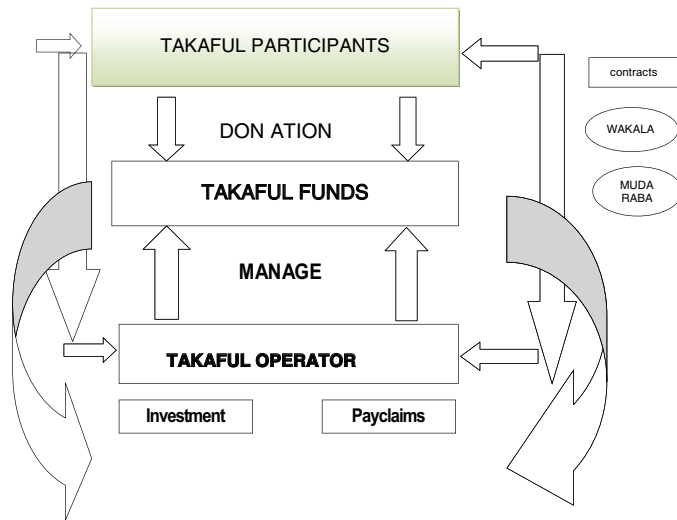 TAKAFUL PARTICIPANTS
contracts
DON ATION
WAKALA
TAKAFUL FUNDS
MUDA
RABA
MANAGE
TAKAFUL OPERATOR
Investment
Payclaims